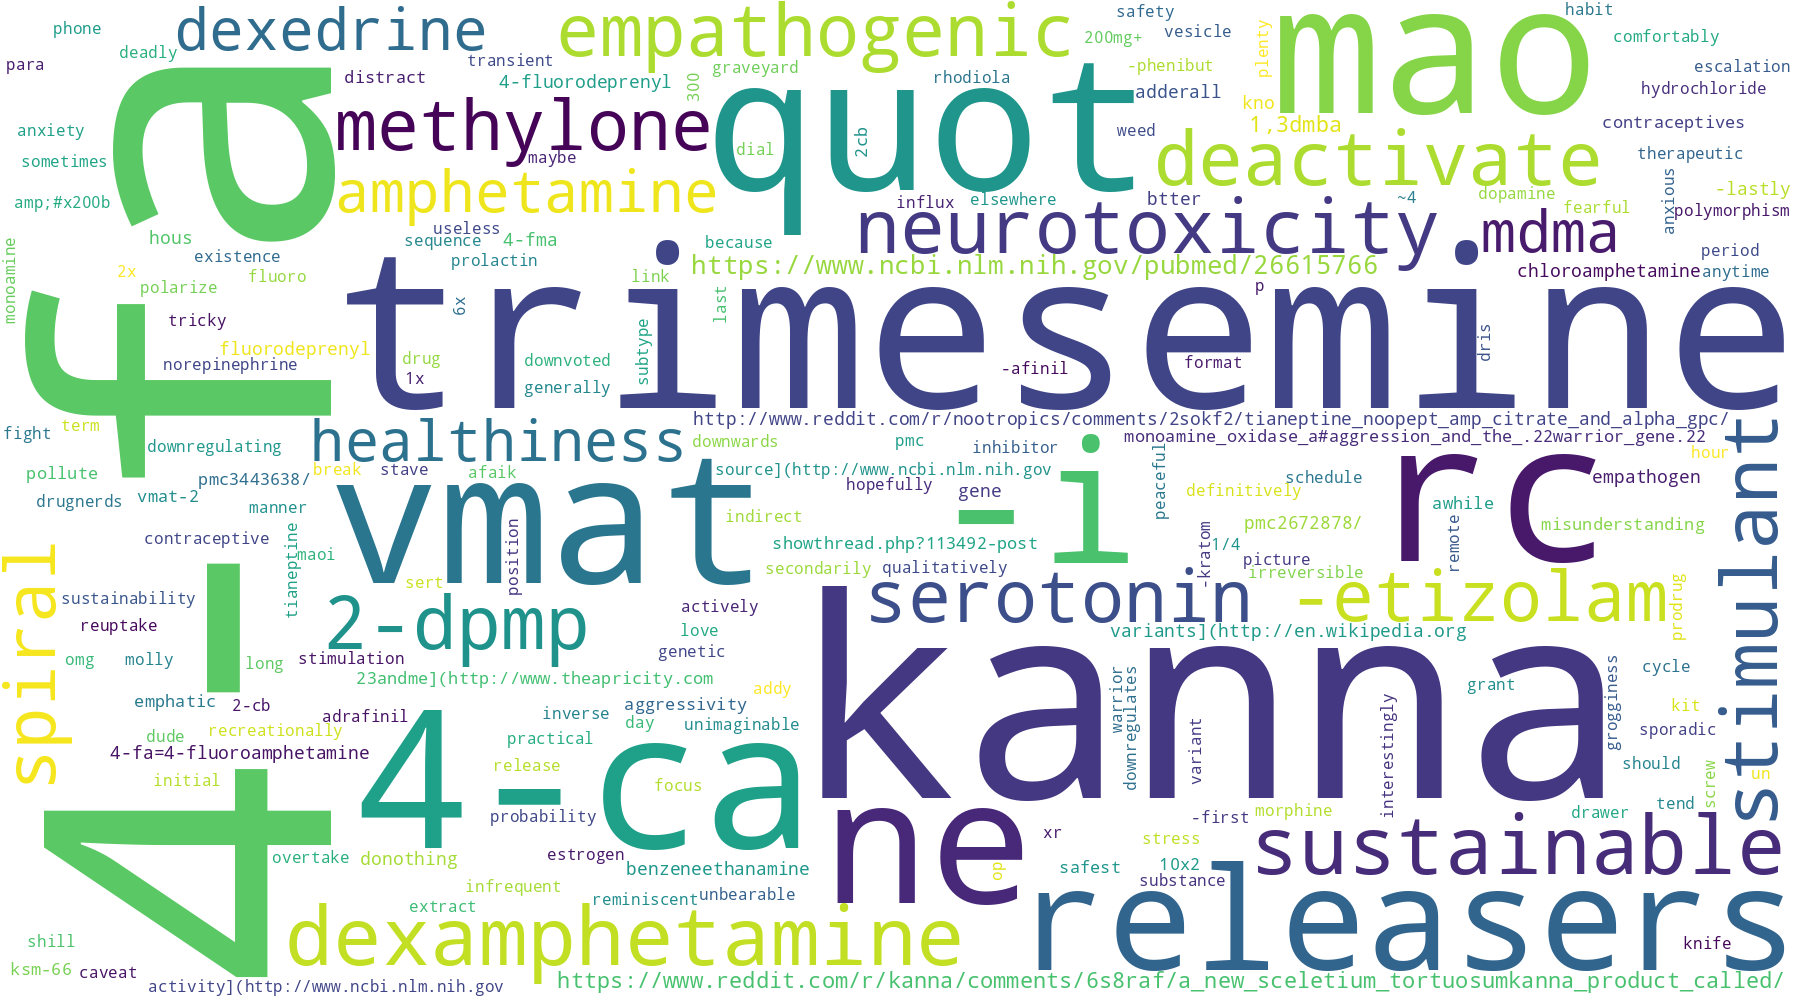 phone
dexedrine
empathogenic
safety
mao
habit
deadly
transient
200mg+
vesicle
plenty
comfortably
para
distract
4-fluorodeprenyl
graveyard
rhodiola
-phenibut
escalation
300
quot
adderall
hydrochloride
methylone
kno
1,3dmba
contraceptives
anxiety
maybe
dial
2cb
weed
deactivate
therapeutic
sometimes
amphetamine
anxious
-lastly
amp;#x200b
influx
elsewhere
btter
~4
dopamine
fearful
polymorphism
4-fa
useless
neurotoxicity
mdma
hous
sequence
4-fma
because
period
existence
prolactin
monoamine
2x
fluoro
link
https://www.ncbi.nlm.nih.gov/pubmed/26615766
chloroamphetamine
anytime
polarize
6x
last
p
trimesemine
tricky
fluorodeprenyl
norepinephrine
drug
1x
downvoted
generally
subtype
-afinil
format
dris
fight
term
healthiness
http://www.reddit.com/r/nootropics/comments/2sokf2/tianeptine_noopept_amp_citrate_and_alpha_gpc/
downregulating
downwards
pmc
inhibitor
monoamine_oxidase_a#aggression_and_the_.22warrior_gene.22
stimulant
hour
pollute
pmc3443638/
break
stave
afaik
source](http://www.ncbi.nlm.nih.gov
-i
rc
schedule
empathogen
drugnerds
vmat-2
manner
vmat
hopefully
gene
peaceful
definitively
awhile
contraceptive
tianeptine
maoi
position
indirect
pmc2672878/
misunderstanding
showthread.php?113492-post
-kratom
1/4
remote
spiral
sert
secondarily
qualitatively
picture
irreversible
sustainability
2-dpmp
actively
serotonin
-etizolam
prodrug
reuptake
love
variants](http://en.wikipedia.org
omg
molly
long
stimulation
genetic
kanna
cycle
23andme](http://www.theapricity.com
warrior
downregulates
grant
grogginess
emphatic
2-cb
adrafinil
addy
inverse
aggressivity
day
unimaginable
interestingly
kit
dude
recreationally
practical
variant
sporadic
4-fa=4-fluoroamphetamine
4-ca
release
should
initial
focus
screw
un
probability
ne
-first
morphine
drawer
tend
overtake
donothing
estrogen
xr
stress
sustainable
benzeneethanamine
op
safest
10x2
infrequent
substance
extract
reminiscent
unbearable
releasers
shill
dexamphetamine
knife
ksm-66
caveat
activity](http://www.ncbi.nlm.nih.gov
https://www.reddit.com/r/kanna/comments/6s8raf/a_new_sceletium_tortuosumkanna_product_called/